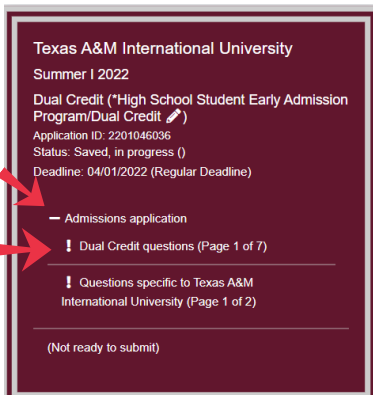 Texas A&M International University
Summer I 2022
Dual Credit (*High School Student Early Admission
Program/Dual Credit )
Application ID: 2201046036
Status: Saved, in progress ()
Deadline: 04/01/2022 (Regular Deadline)
− Admissions application
! Dual Credit questions (Page 1 of 7)
! Questions specific to Texas A&M
International University (Page 1 of 2)
(Not ready to submit)